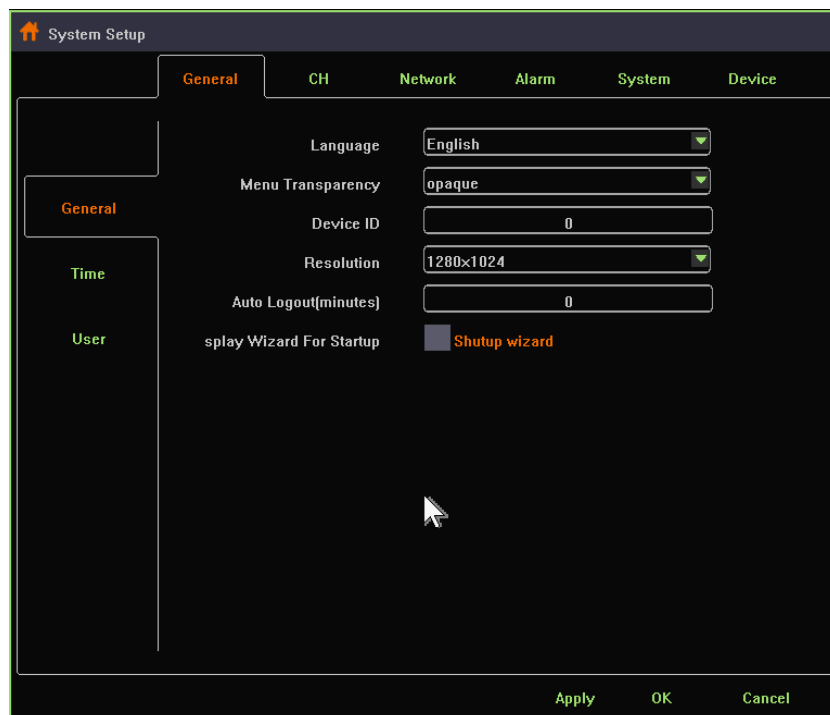 System Setup
General CH Network Alarm System Device
Language English
Menu Transparency opaque
General
Device ID 0
Resolution 1280x1024
Time
Auto Logout(minutes) 0
User
splay Wizard For Startup Shutup wizard
Apply OK Cancel